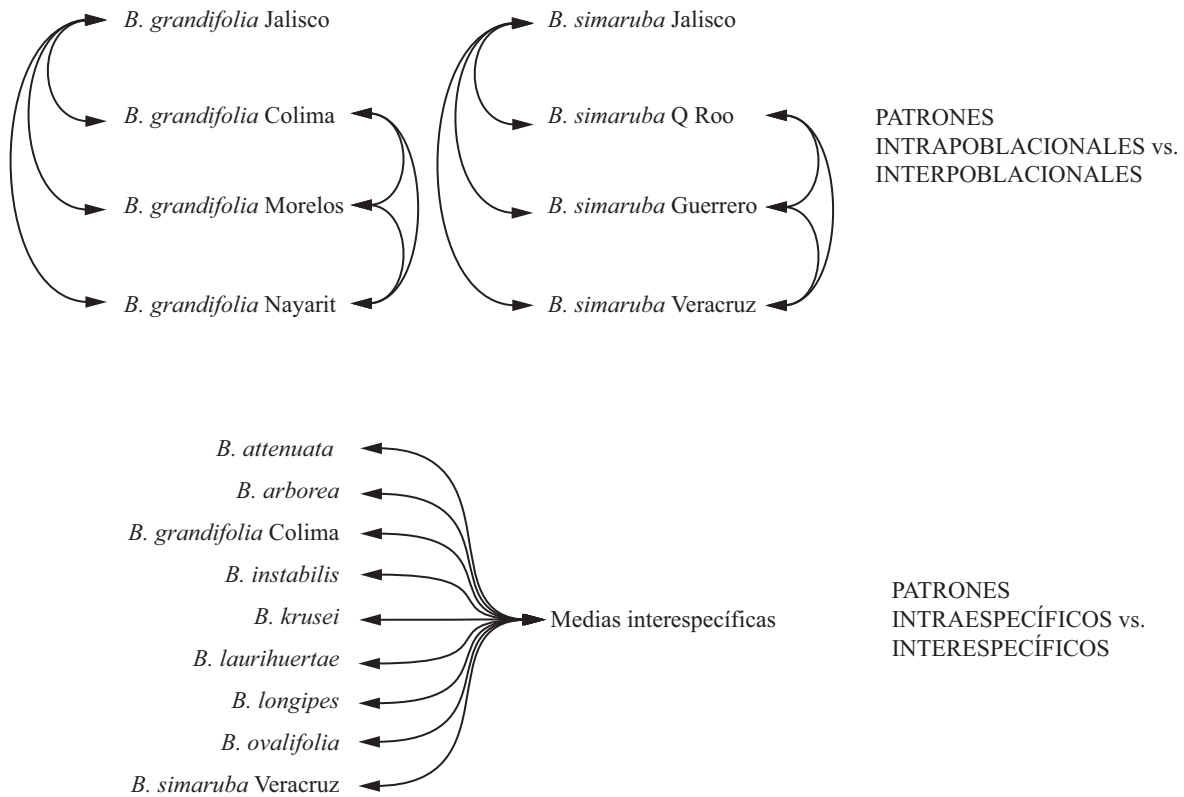 B. grandifolia Jalisco
B. grandifolia Colima
B. grandifolia Morelos
B. grandifolia Nayarit
B. simaruba Jalisco
B. simaruba Q Roo
B. simaruba Guerrero
B. simaruba Veracruz
PATRONES
INTRAPOBLACIONALES vs.
INTERPOBLACIONALES
B. attenuata
B. arborea
B. grandifolia Colima
B. instabilis
B. krusei
B. laurihuertae
B. longipes
B. ovalifolia
B. simaruba Veracruz
Medias interespecíficas
PATRONES
INTRAESPECÍFICOS vs.
INTERESPECÍFICOS